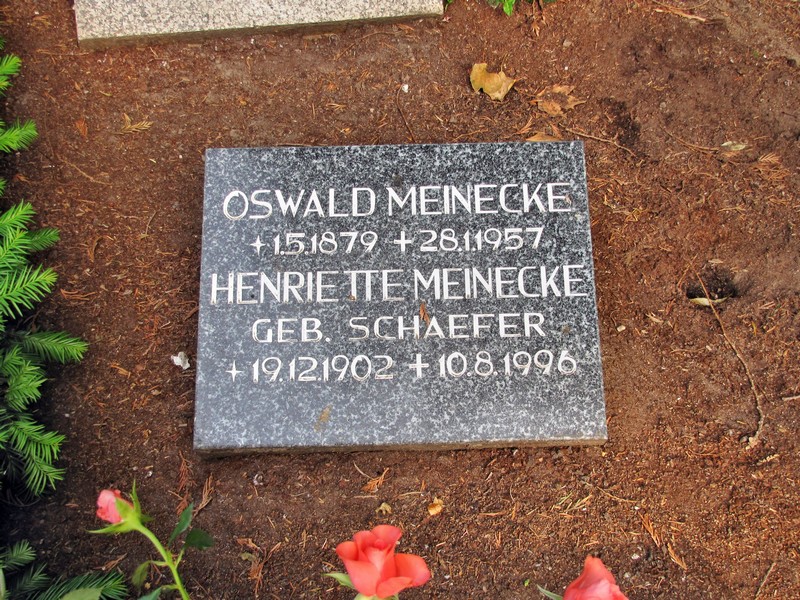 OSWALD MEINECKE
+1.5.1879 +28.1.1957
HENRIETTE MEINECKE
GEB. SCHAEFER
+19.12.1902 +10.8.1996